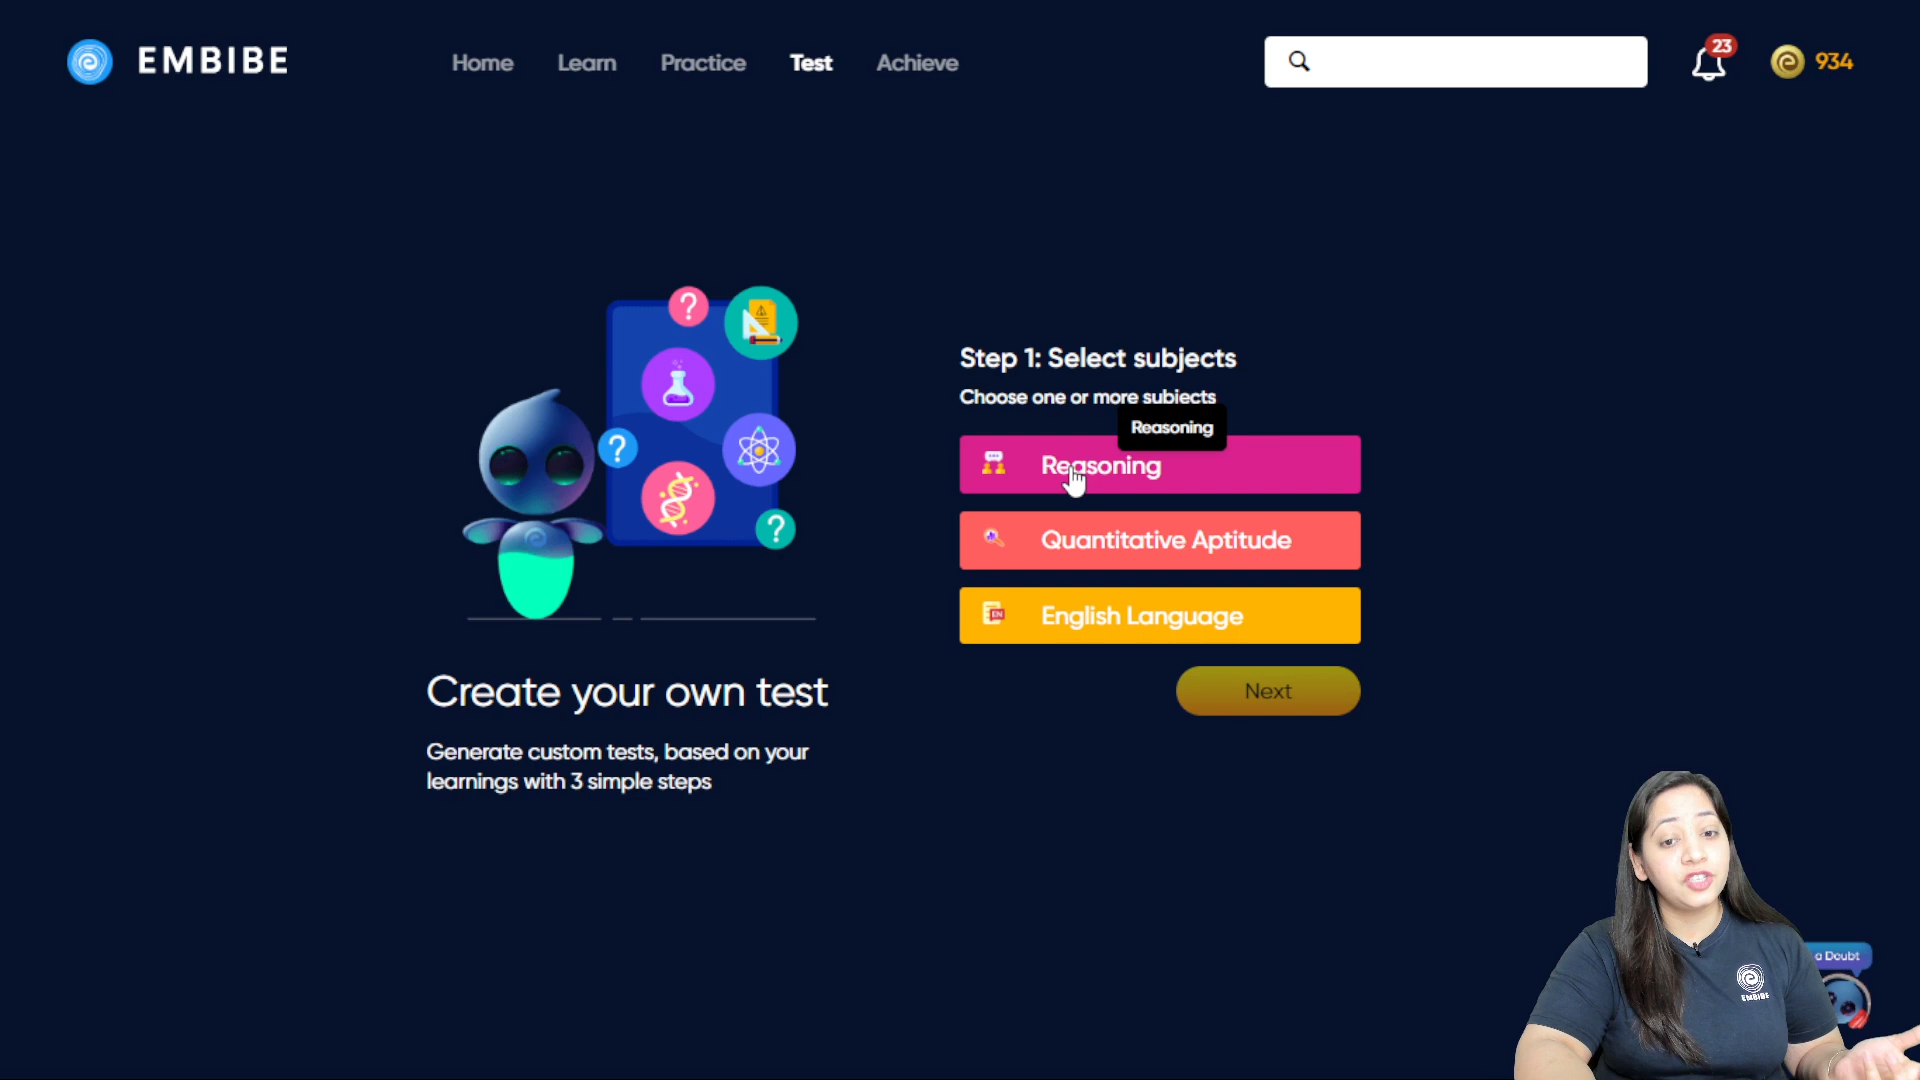 EMBIBE
Home Learn Practice Test Achieve
23
934
Step 1: Select subjects
Choose one or more subjects
Reasoning
Reasoning
Quantitative Aptitude
English Language
Next
Create your own test
Generate custom tests, based on your
learnings with 3 simple steps
a Doubt
EMBIBE